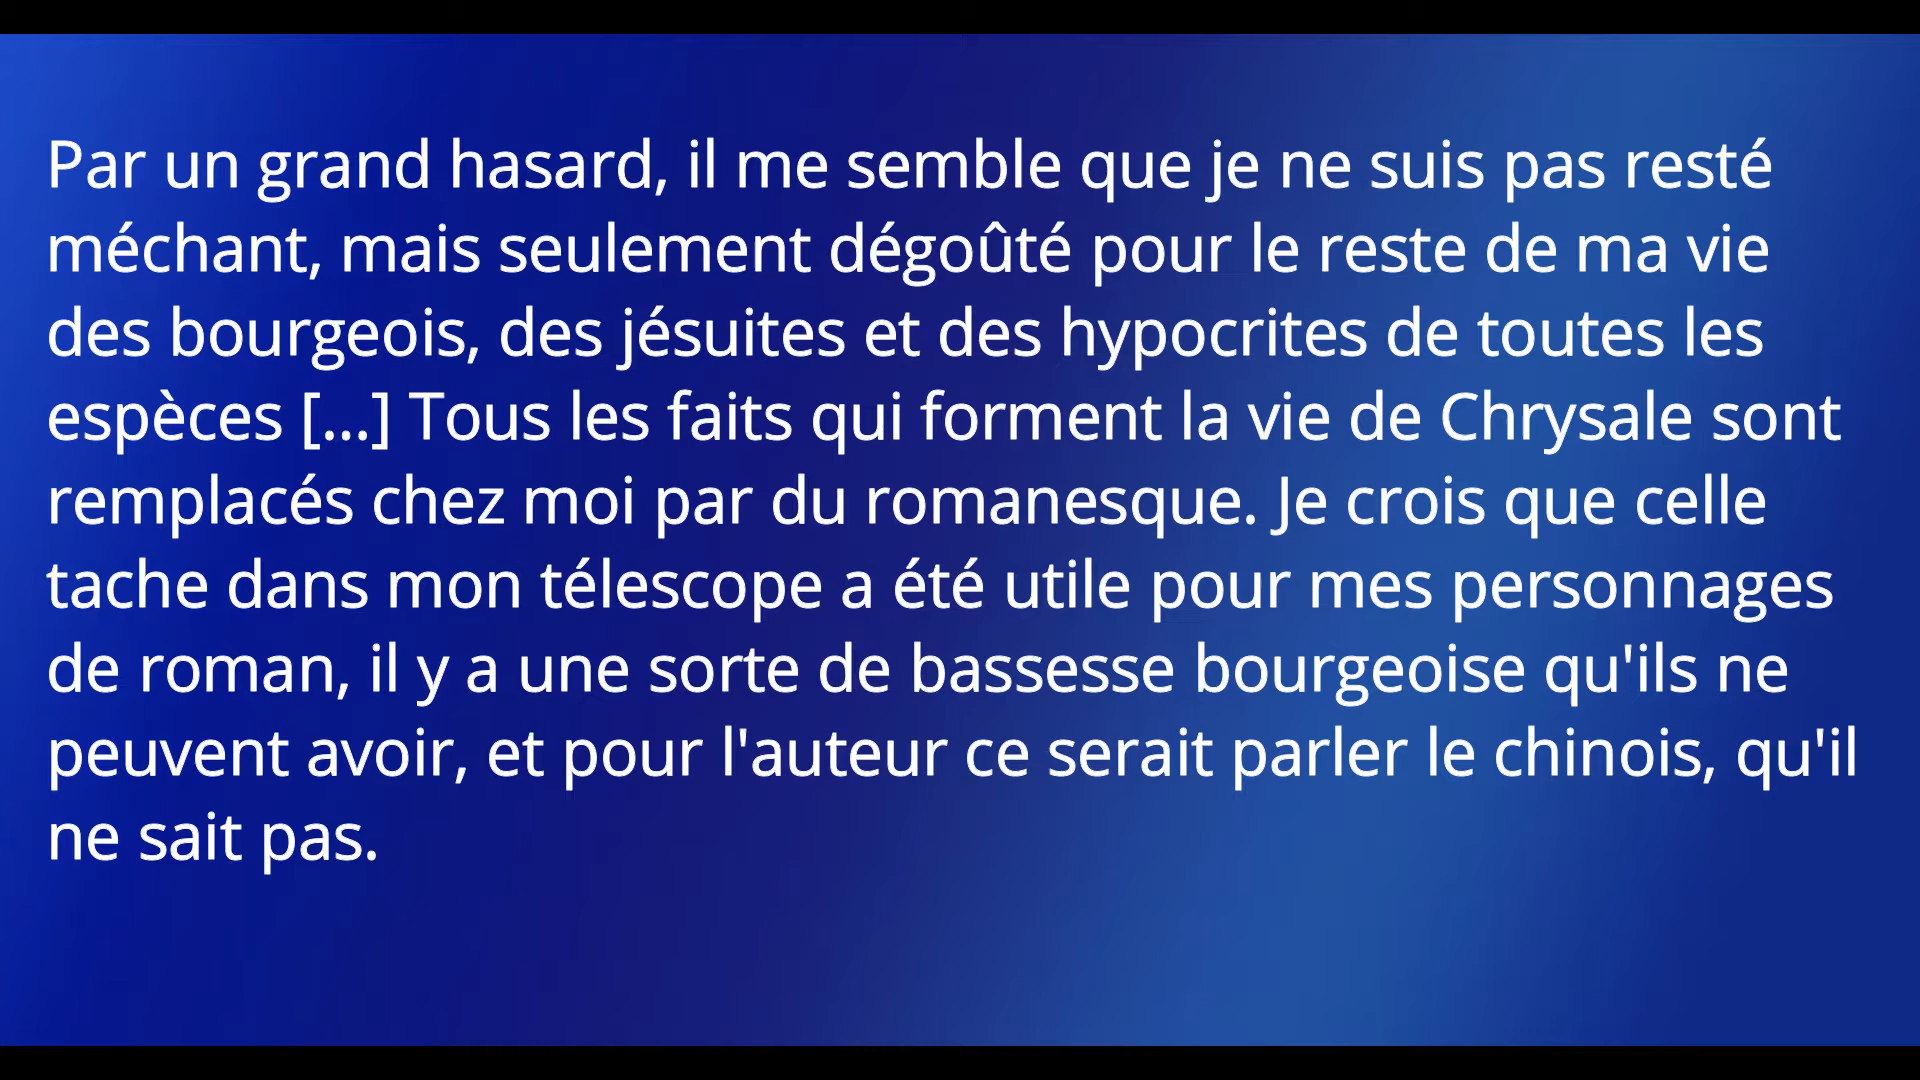 Par un grand hasard, il me semble que je ne suis pas resté
méchant, mais seulement dégoûté pour le reste de ma vie
des bourgeois, des jésuites et des hypocrites de toutes les
espèces [...] Tous les faits qui forment la vie de Chrysale sont
remplacés chez moi par du romanesque. Je crois que celle
tache dans mon télescope a été utile pour mes personnages
de roman, il y a une sorte de bassesse bourgeoise qu'ils ne
peuvent avoir, et pour l'auteur ce serait parler le chinois, qu'il
ne sait pas.